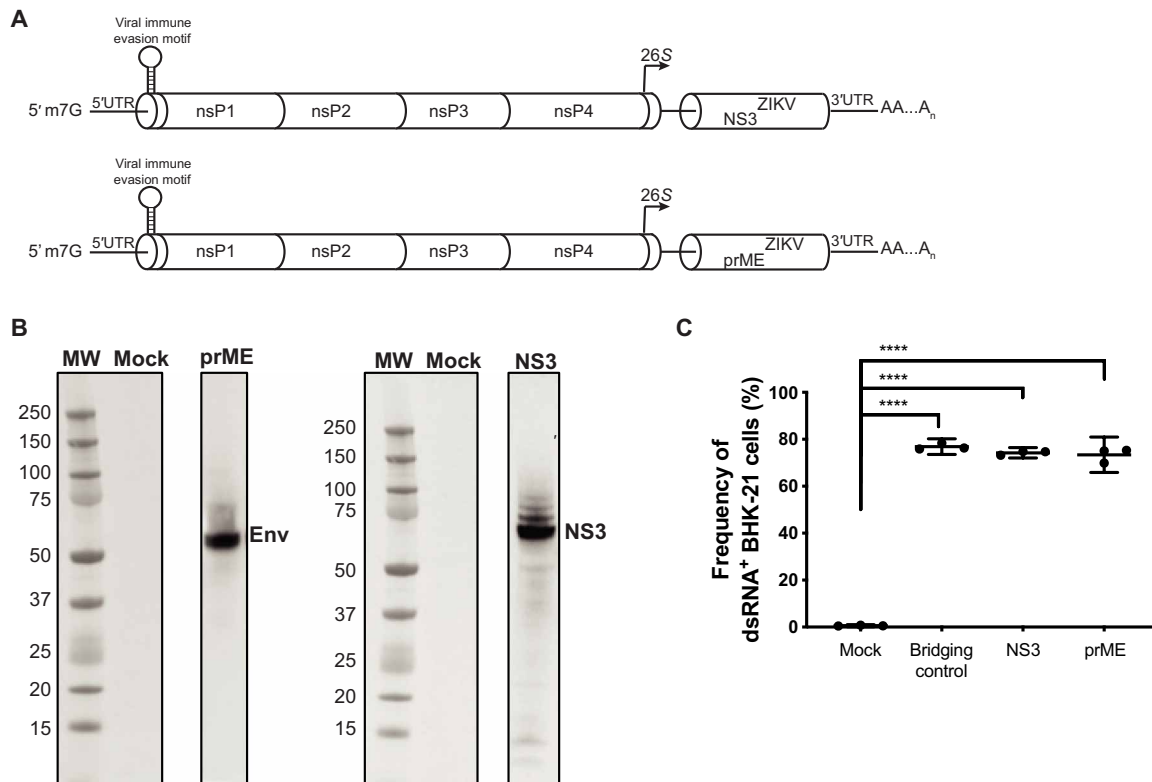 A
Viral immune
evasion motif
26S
5′ m7G 5′UTR nsP1 nsP2 nsP3 nsP4 NS3 ZIKV 3′UTR AA...An
Viral immune
evasion motif
26S
5’ m7G 5′UTR nsP1 nsP2 nsP3 nsP4 prME ZIKV 3′UTR AA...An
B
MW Mock prME
250
150
100
75
50
37
25
20
15
Env
MW Mock NS3
250
150
100
75
50
37
25
20
15
NS3
C
****
****
****
Frequency of
dsRNA+ BHK-21 cells (%)
100
80
60
40
20
0
Mock
Bridging
control
NS3
prME